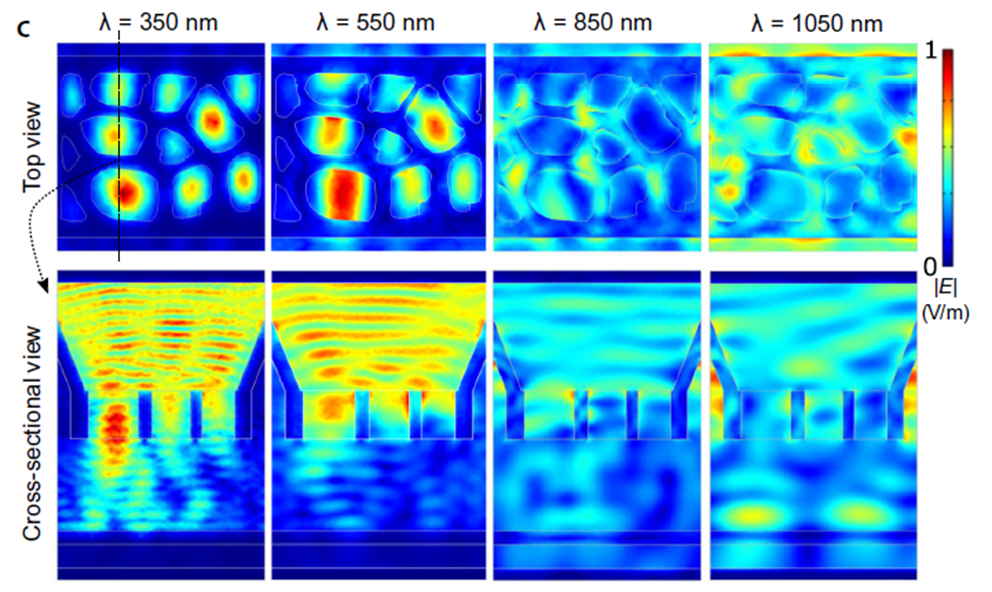 c
λ = 350 nm
λ = 550 nm
λ = 850 nm
λ = 1050 nm
Top view
Cross-sectional view
1
0
|E|
(V/m)